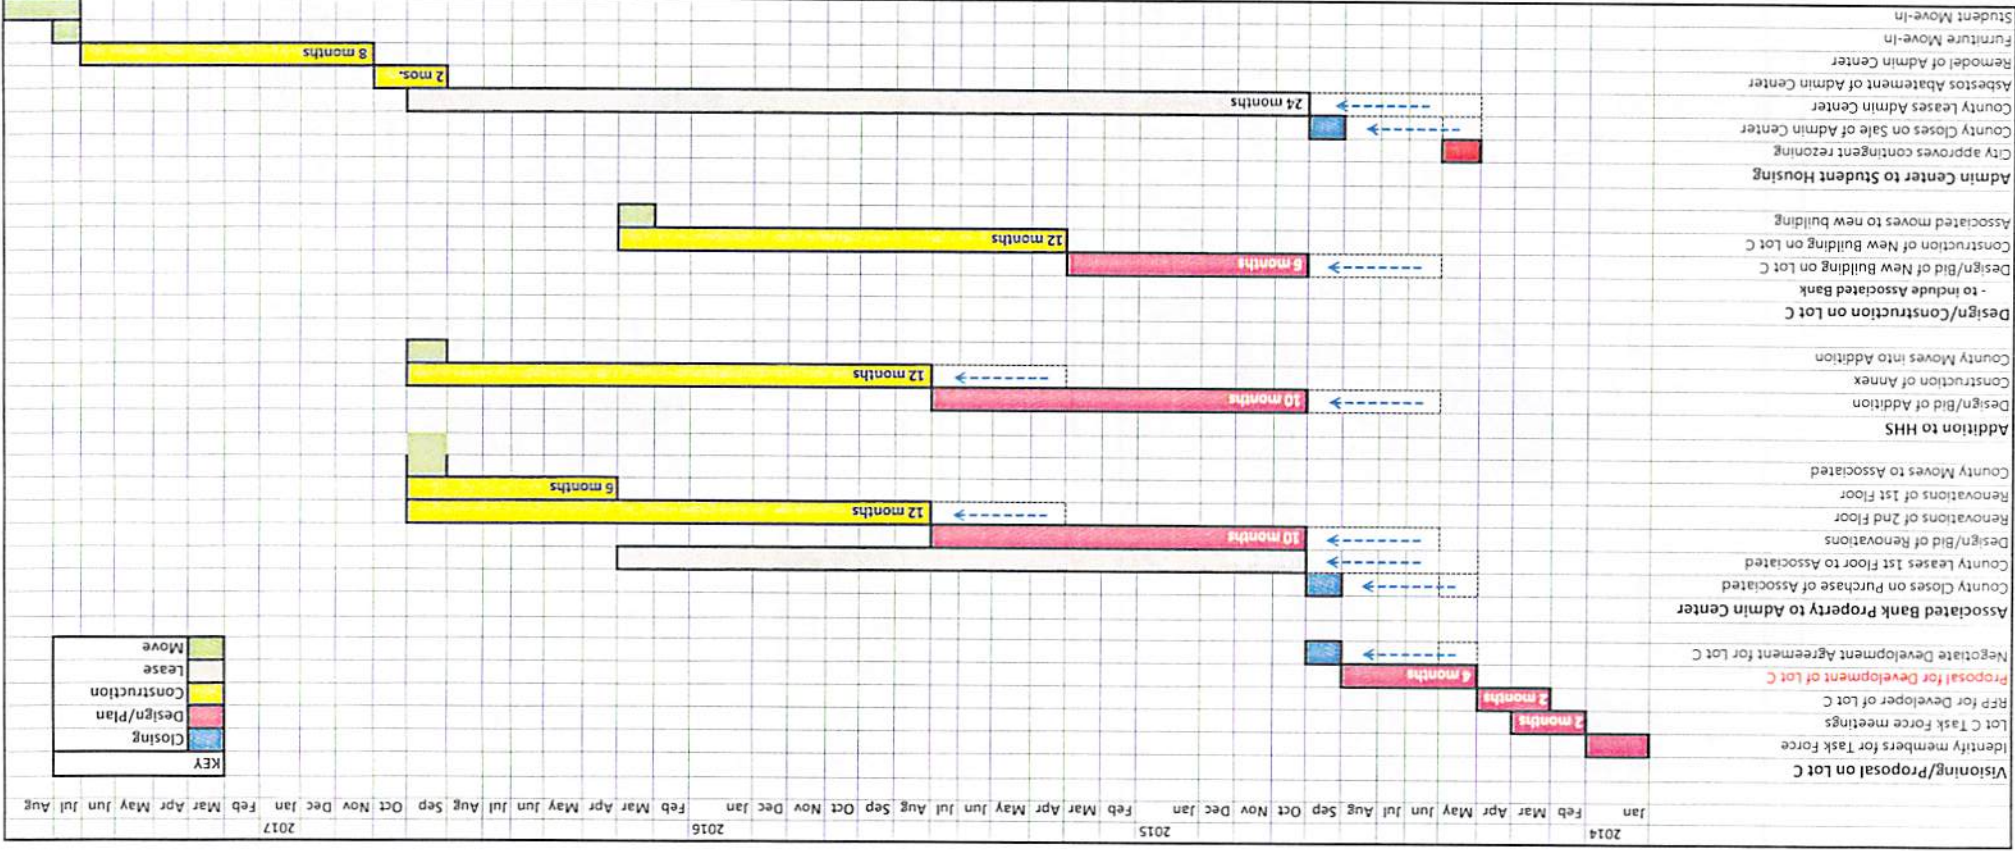 2014 2015 2016 2017
Jan Feb Mar Apr May Jun Jul Aug Sep Oct Nov Dec Jan Feb Mar Apr May Jun Jul Aug Sep Oct Nov Dec Jan Feb Mar Apr May Jun Jul Aug Sep Oct Nov Dec Jan Feb Mar Apr May Jun Jul Aug
Visioning/Proposal on Lot C
KEY
Identify members for Task Force
Closing
Lot C Task Force meetings 2 months
Design/Plan
RFP for Developer of Lot C 2 months
Construction
Proposal for Development of Lot C 4 months
Lease
Negotiate Development Agreement for Lot C
Move
Associated Bank Property to Admin Center
County Closes on Purchase of Associated
County Leases 1st Floor to Associated
Design/Bid of Renovations 10 months
Renovations of 2nd Floor 12 months
Renovations of 1st Floor 6 months
County Moves to Associated
Addition to HHS
Design/Bid of Addition 10 months
Construction of Annex 12 months
County Moves into Addition
Design/Construction on Lot C
- to include Associated Bank
Design/Bid of New Building on Lot C 6 months
Construction of New Building on Lot C 12 months
Associated moves to new building
Admin Center to Student Housing
City approves contingent rezoning
County Closes on Sale of Admin Center
County Leases Admin Center 24 months
Asbestos Abatement of Admin Center 2 mos.
Remodel of Admin Center 8 months
Furniture Move-In
Student Move-In